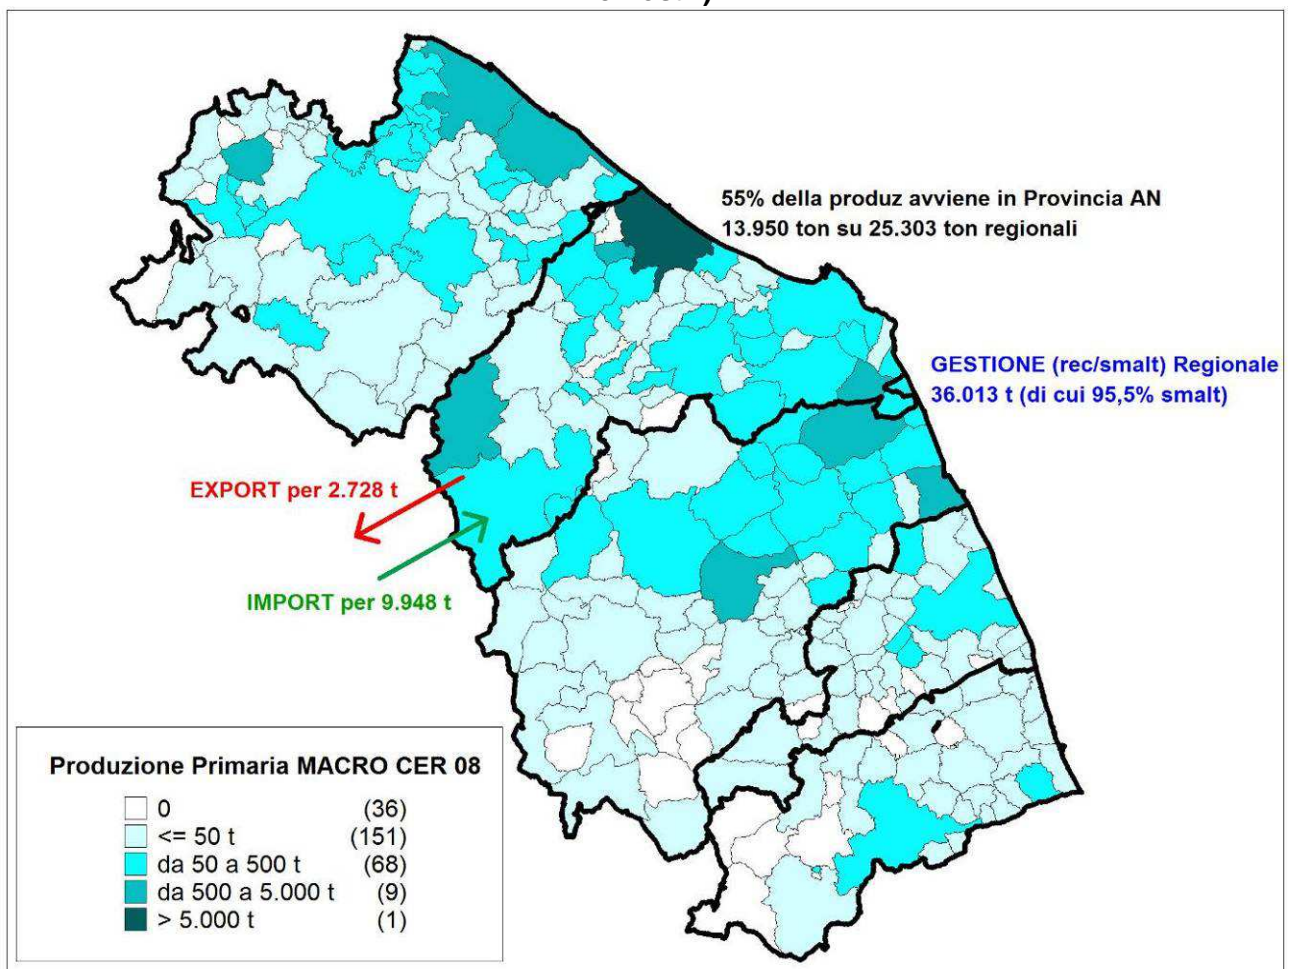 55% della produz avviene in Provincia AN
13.950 ton su 25.303 ton regionali
GESTIONE (rec/smalt) Regionale
36.013 t (di cui 95,5% smalt)
EXPORT per 2.728 t
IMPORT per 9.948 t
Produzione Primaria MACRO CER 08
0 (36)
<= 50 t (151)
da 50 a 500 t (68)
da 500 a 5.000 t (9)
> 5.000 t (1)